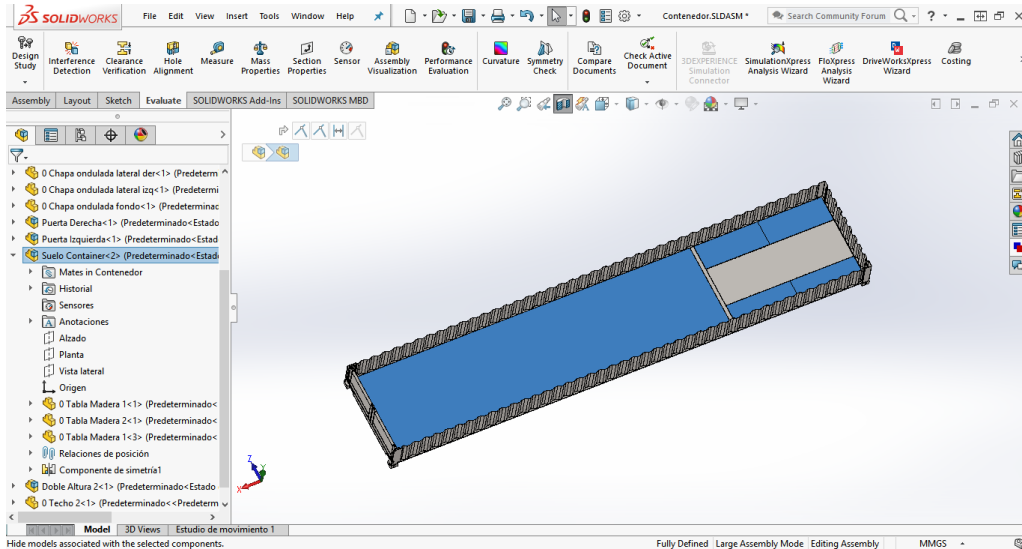 SOLIDWORKS File Edit View Insert Tools Window Help Contenedor.SLDASM * Search Community Forum ?
Design Study
Interference Detection
Clearance Verification
Hole Alignment
Measure
Mass Properties
Section Properties
Sensor
Assembly Visualization
Performance Evaluation
Curvature
Symmetry Check
Compare Documents
Check Active Document
3DEXPERIENCE Simulation Connector
SimulationXpress Analysis Wizard
FloXpress Analysis Wizard
DriveWorksXpress Wizard
Costing
Assembly Layout Sketch Evaluate SOLIDWORKS Add-Ins SOLIDWORKS MBD
0 Chapa ondulada lateral der<1> (Predeterm
0 Chapa ondulada lateral izq<1> (Predetermi
0 Chapa ondulada fondo<1> (Predeterminac
Puerta Derecha<1> (Predeterminado<Estado
Puerta Izquierda<1> (Predeterminado<Estad
Suelo Container<2> (Predeterminado<Estad
Mates in Contenedor
Historial
Sensores
Anotaciones
Alzado
Planta
Vista lateral
Origen
0 Tabla Madera 1<1> (Predeterminado<
0 Tabla Madera 2<1> (Predeterminado<
0 Tabla Madera 1<3> (Predeterminado<
Relaciones de posición
Componente de simetría1
Doble Altura 2<1> (Predeterminado<Estado
0 Techo 2<1> (Predeterminado<<Predeterm
Z
Y
X
Model 3D Views Estudio de movimiento 1
Hide models associated with the selected components. Fully Defined Large Assembly Mode Editing Assembly MMGS